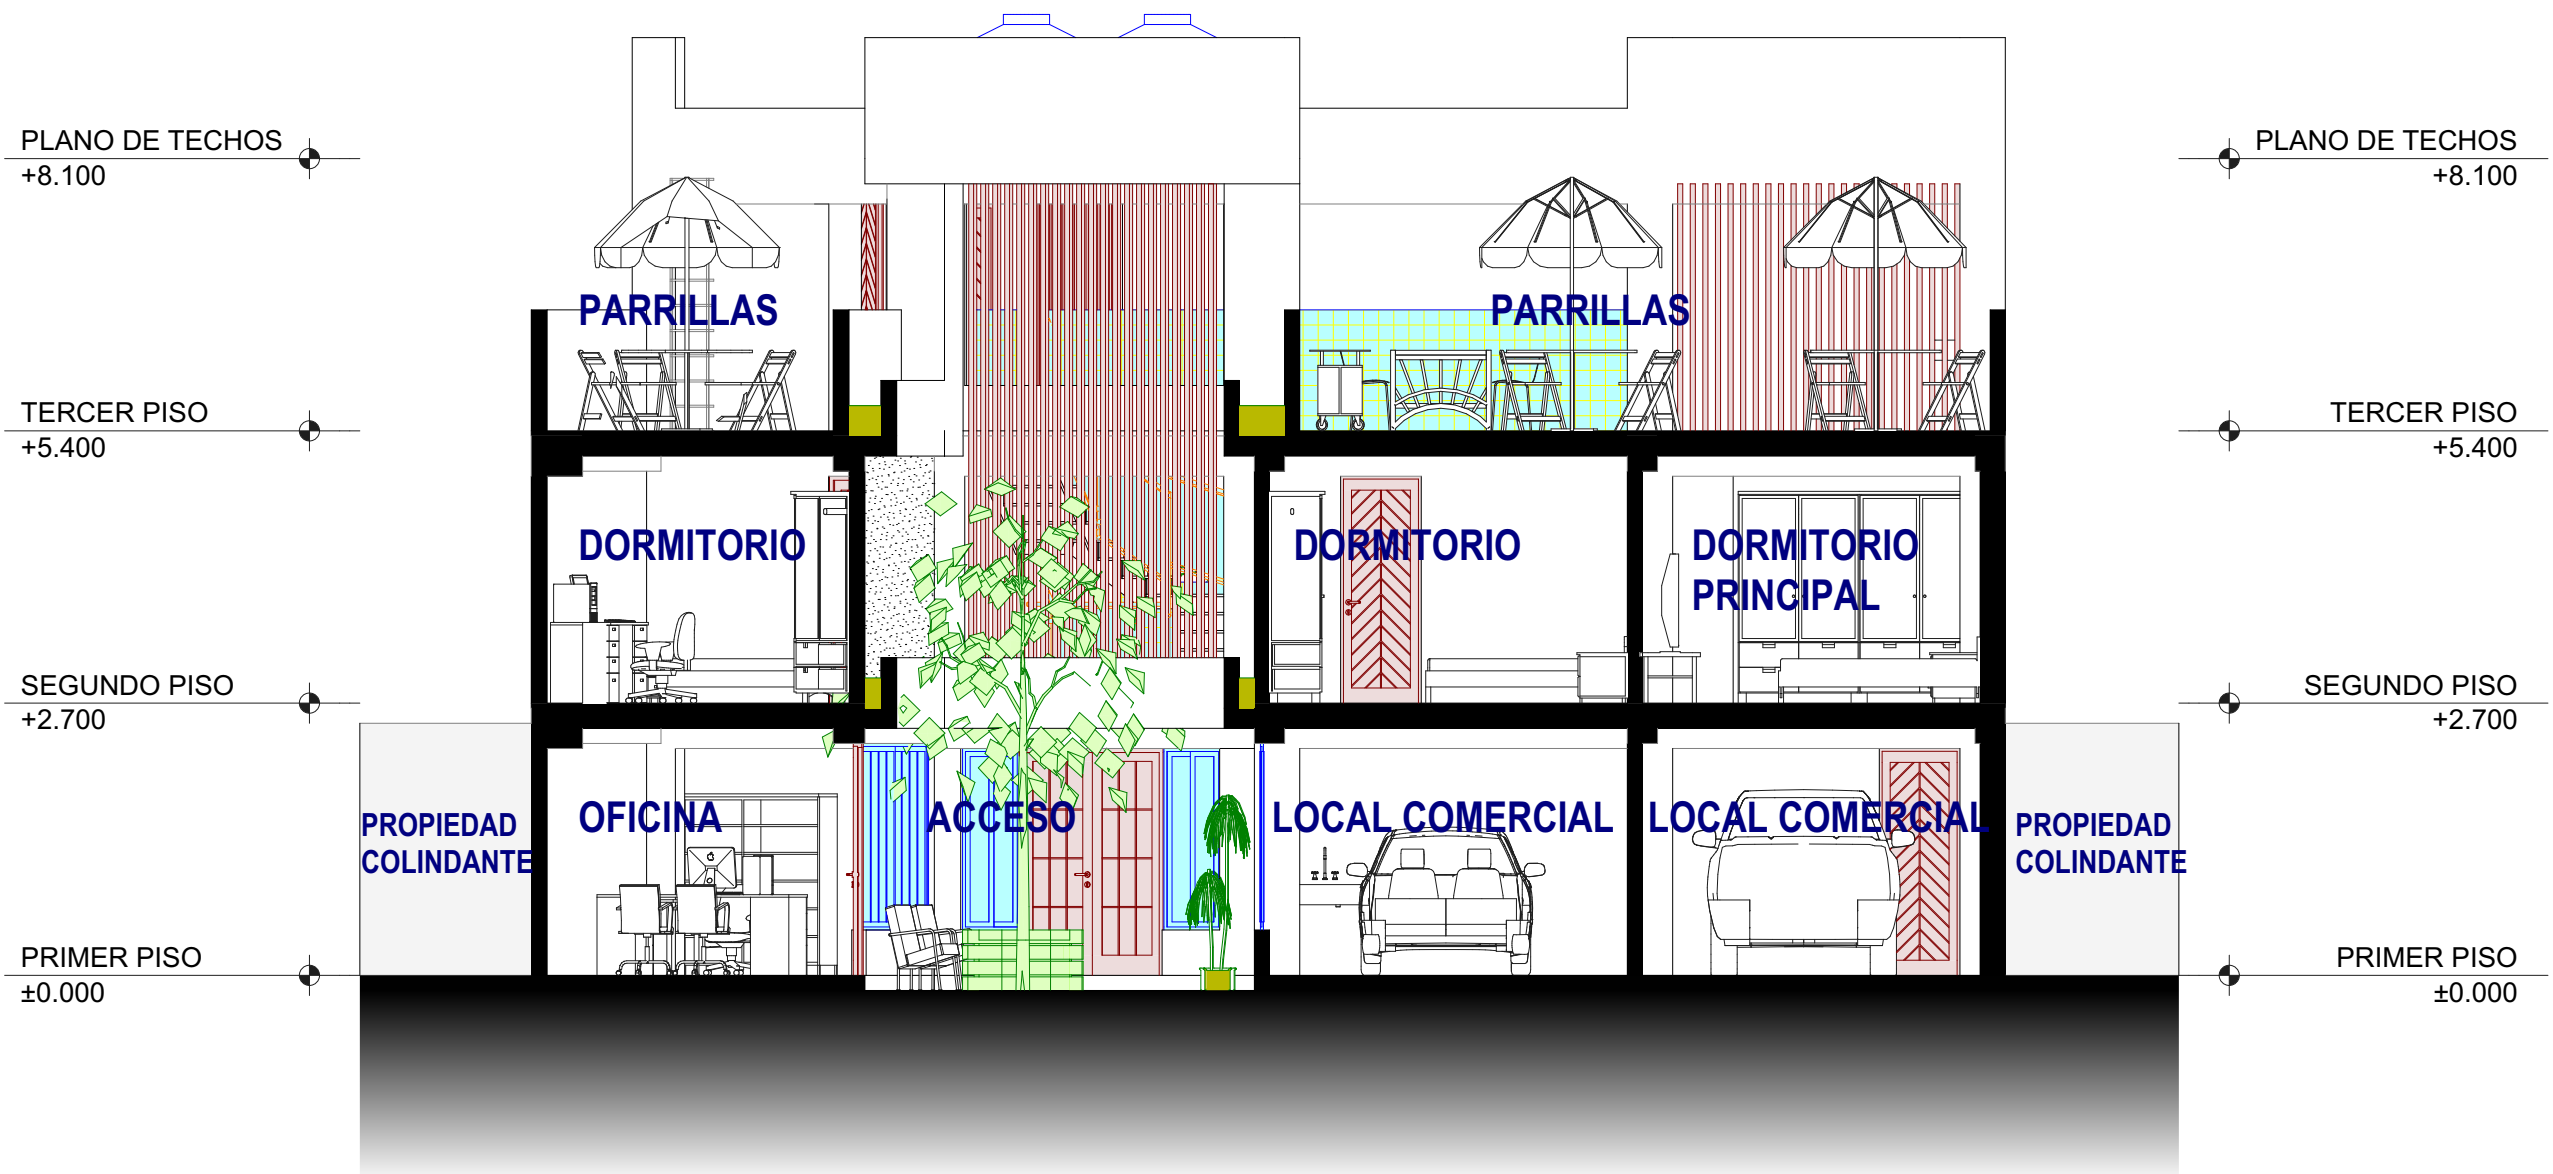 PLANO DE TECHOS
+8.100
PLANO DE TECHOS
+8.100
PARRILLAS
PARRILLAS
TERCER PISO
+5.400
TERCER PISO
+5.400
DORMITORIO
DORMITORIO
DORMITORIO
PRINCIPAL
SEGUNDO PISO
+2.700
SEGUNDO PISO
+2.700
PROPIEDAD
COLINDANTE
OFICINA
ACCESO
LOCAL COMERCIAL
LOCAL COMERCIAL
PROPIEDAD
COLINDANTE
PRIMER PISO
±0.000
PRIMER PISO
±0.000